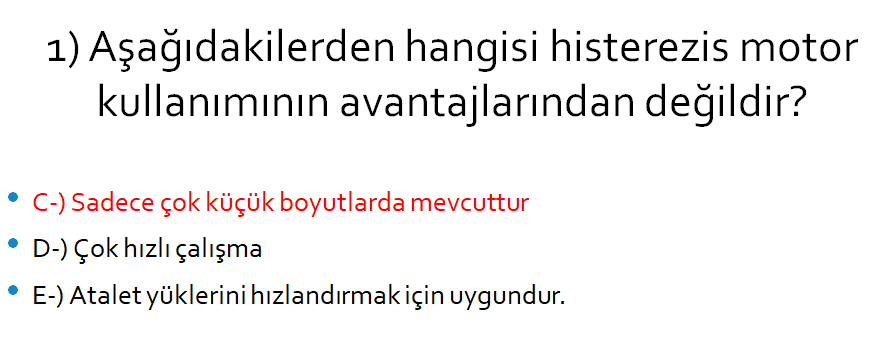 1) Aşağıdakilerden hangisi histerezis motor
kullanımının avantajlarından değildir?
• C-) Sadece çok küçük boyutlarda mevcuttur
• D-) Çok hızlı çalışma
• E-) Atalet yüklerini hızlandırmak için uygundur.